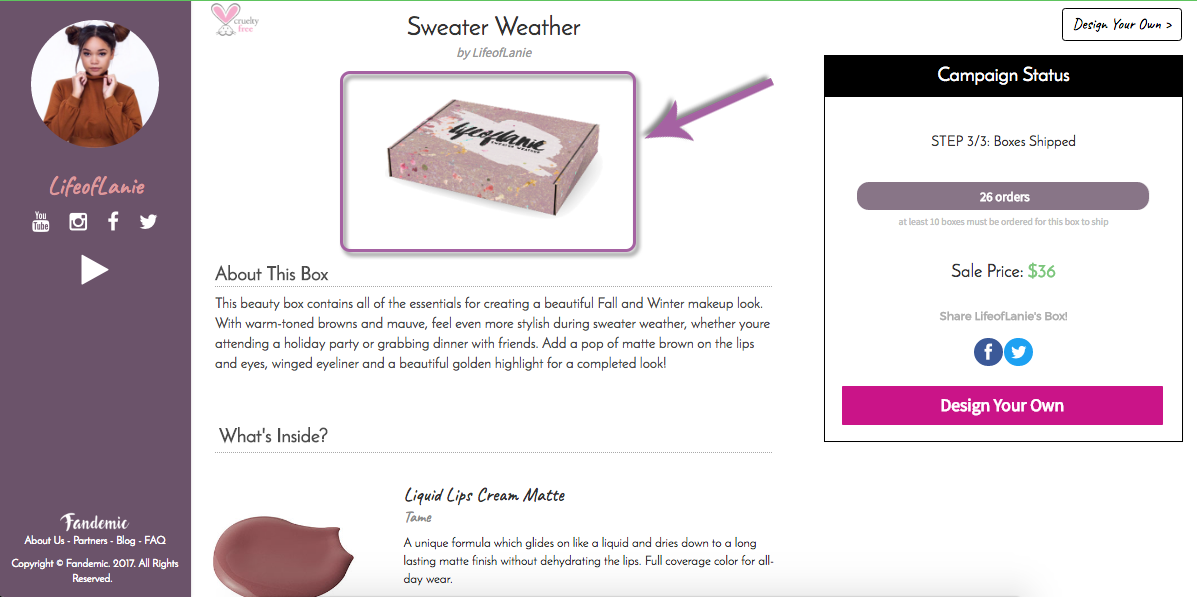 cruelty
free
Sweater Weather
by LifeofLanie
lifeoflanie
SWEATER WEATHER
Design Your Own >
Campaign Status
STEP 3/3: Boxes Shipped
26 orders
at least 10 boxes must be ordered for this box to ship
Sale Price: $36
Share LifeofLanie's Box!
Design Your Own
LifeofLanie
You
Tube
About This Box
This beauty box contains all of the essentials for creating a beautiful Fall and Winter makeup look.
With warm-toned browns and mauve, feel even more stylish during sweater weather, whether youre
attending a holiday party or grabbing dinner with friends. Add a pop of matte brown on the lips
and eyes, winged eyeliner and a beautiful golden highlight for a completed look!
What's Inside?
Liquid Lips Cream Matte
Tame
A unique formula which glides on like a liquid and dries down to a long
lasting matte finish without dehydrating the lips. Full coverage color for all-
day wear.
Fandemic
About Us - Partners - Blog - FAQ
Copyright © Fandemic. 2017. All Rights
Reserved.